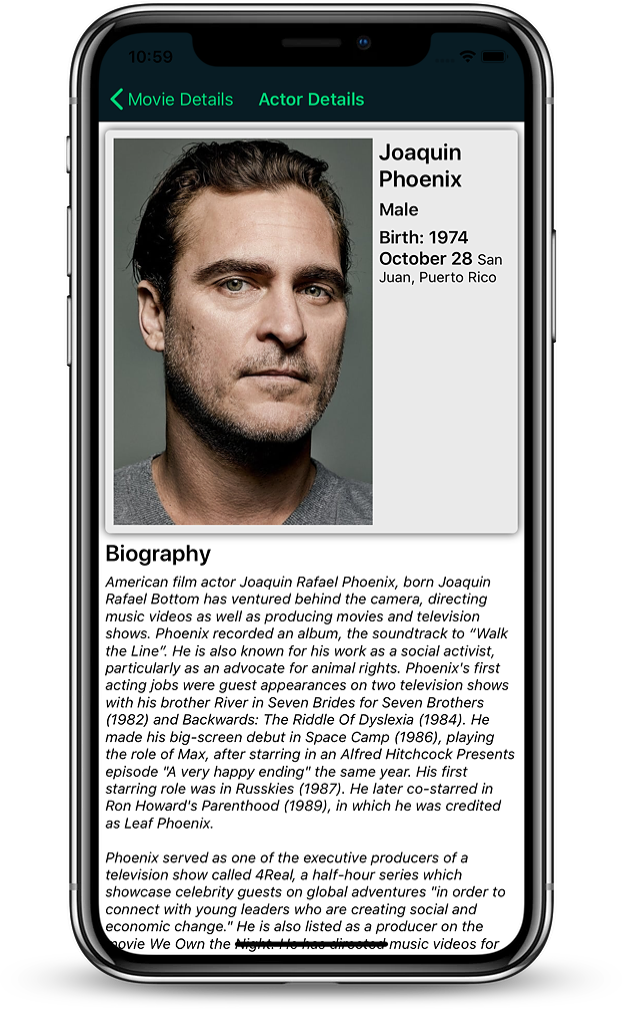 10:59
Movie Details Actor Details
Joaquin
Phoenix
Male
Birth: 1974
October 28 San
Juan, Puerto Rico
Biography
American film actor Joaquin Rafael Phoenix, born Joaquin
Rafael Bottom has ventured behind the camera, directing
music videos as well as producing movies and television
shows. Phoenix recorded an album, the soundtrack to “Walk
the Line”. He is also known for his work as a social activist,
particularly as an advocate for animal rights. Phoenix's first
acting jobs were guest appearances on two television shows
with his brother River in Seven Brides for Seven Brothers
(1982) and Backwards: The Riddle Of Dyslexia (1984). He
made his big-screen debut in Space Camp (1986), playing
the role of Max, after starring in an Alfred Hitchcock Presents
episode "A very happy ending" the same year. His first
starring role was in Russkies (1987). He later co-starred in
Ron Howard's Parenthood (1989), in which he was credited
as Leaf Phoenix.
Phoenix served as one of the executive producers of a
television show called 4Real, a half-hour series which
showcase celebrity guests on global adventures "in order to
connect with young leaders who are creating social and
economic change." He is also listed as a producer on the
movie We Own the Night. He has directed music videos for